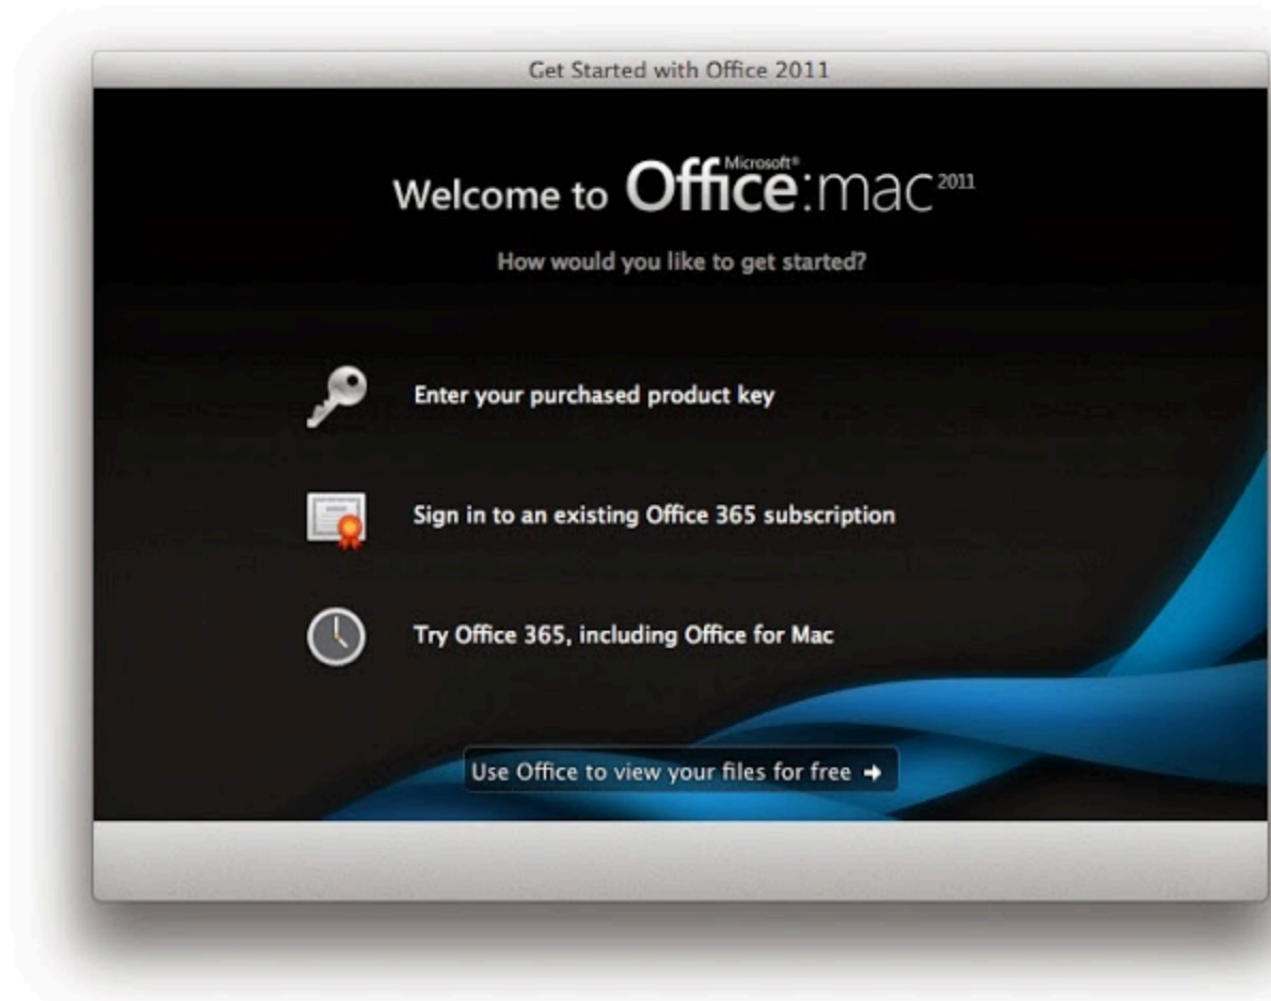 Get Started with Office 2011
Welcome to Microsoft® Office:mac 2011
How would you like to get started?
Enter your purchased product key
Sign in to an existing Office 365 subscription
Try Office 365, including Office for Mac
Use Office to view your files for free ➔